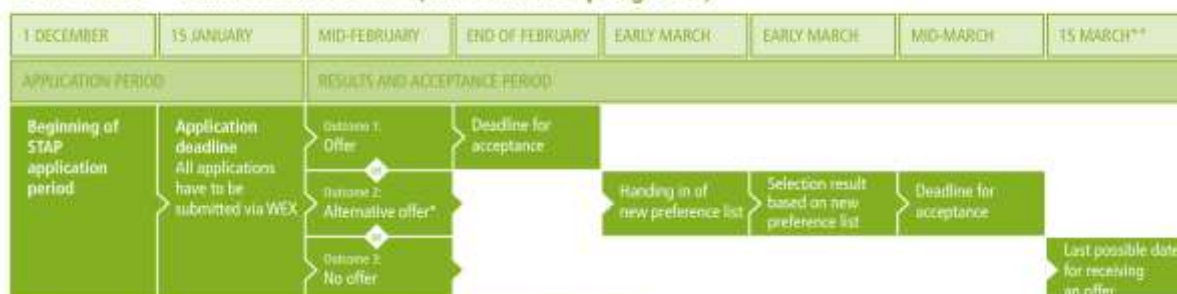 1 DECEMBER
15 JANUARY
MID-FEBRUARY
END OF FEBRUARY
EARLY MARCH
EARLY MARCH
MID-MARCH
15 MARCH**
APPLICATION PERIOD
RESULTS AND ACCEPTANCE PERIOD
Beginning of
STAP
application
period
Application
deadline
All applications
have to be
submitted via WEX
Outcome 1:
Offer
or
Outcome 2:
Alternative offer*
or
Outcome 3:
No offer
Deadline for
acceptance
Handing in of
new preference list
Selection result
based on new
preference list
Deadline for
acceptance
Last possible date
for receiving
an offer